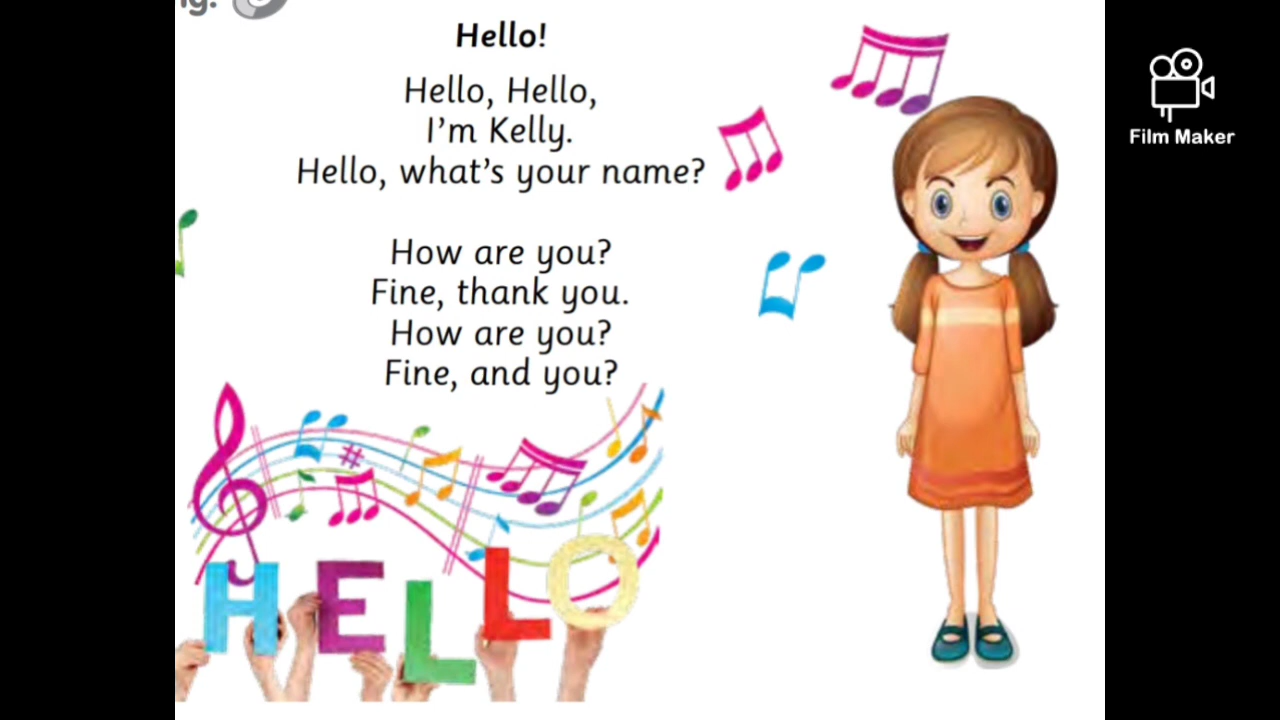 Hello!
Hello, Hello,
I'm Kelly.
Hello, what's your name?
How are you?
Fine, thank you.
How are you?
Fine, and you?
HELLO
Film Maker